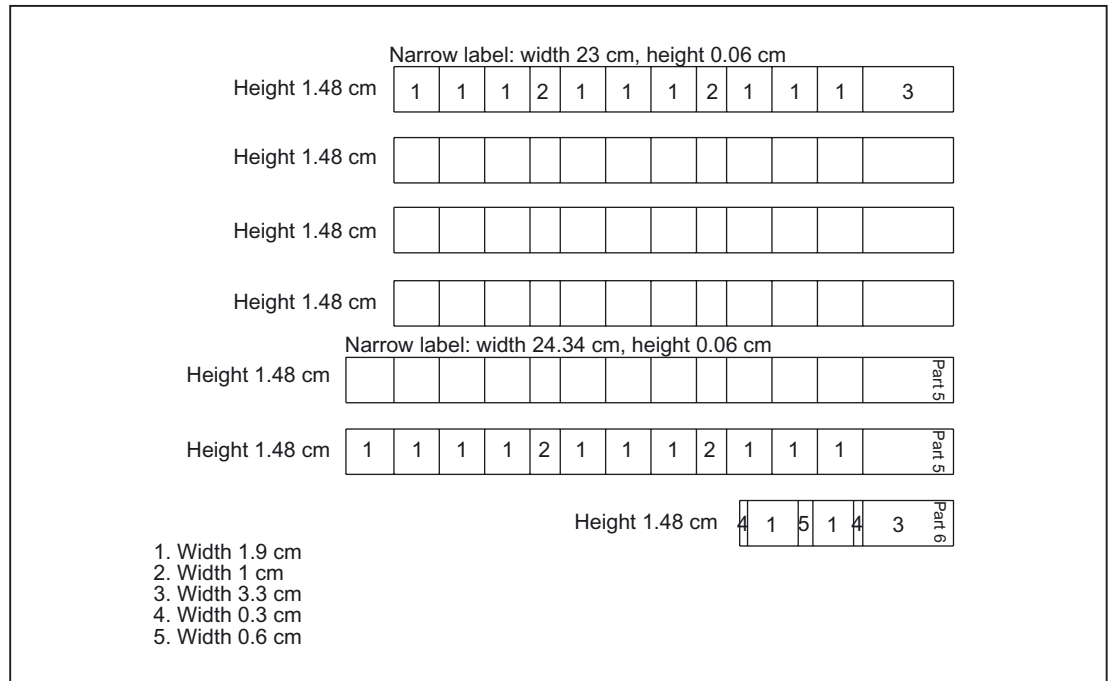 Narrow label: width 23 cm, height 0.06 cm
Height 1.48 cm 1 1 1 2 1 1 1 2 1 1 1 3
Height 1.48 cm
Height 1.48 cm
Height 1.48 cm
Narrow label: width 24.34 cm, height 0.06 cm
Height 1.48 cm Part 5
Height 1.48 cm 1 1 1 1 2 1 1 1 2 1 1 1 Part 5
Height 1.48 cm 4 1 5 1 4 3 Part 6
1. Width 1.9 cm
2. Width 1 cm
3. Width 3.3 cm
4. Width 0.3 cm
5. Width 0.6 cm